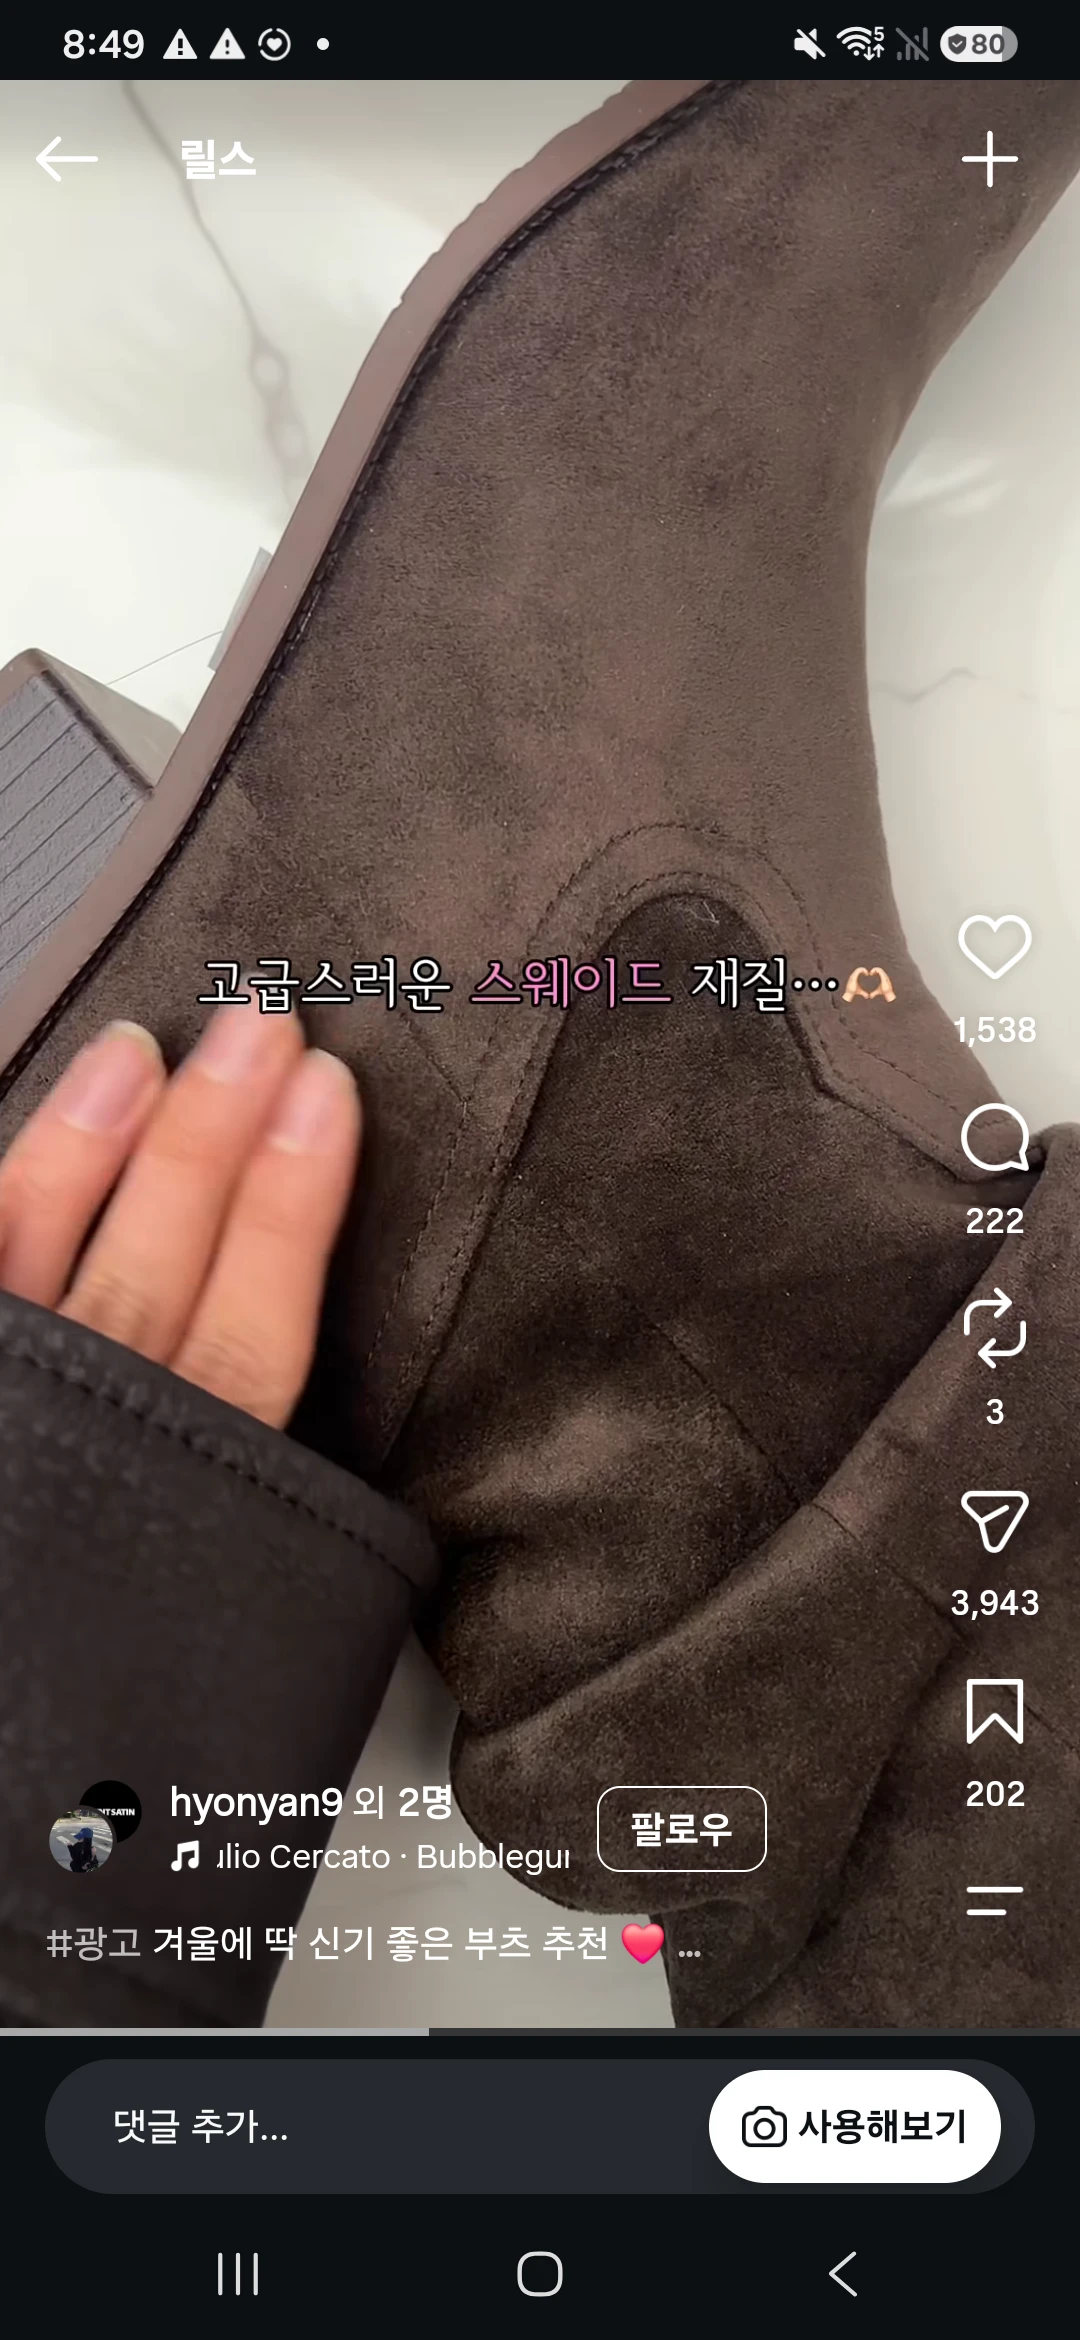 8:49
5
80
릴스
고급스러운 스웨이드 재질···🫶🏻
1,538
222
3
3,943
202
hyonyan9 외 2명
팔로우
Cercato · Bubblegu
#광고 겨울에 딱 신기 좋은 부츠 추천 ❤️ ...
댓글 추가...
사용해보기